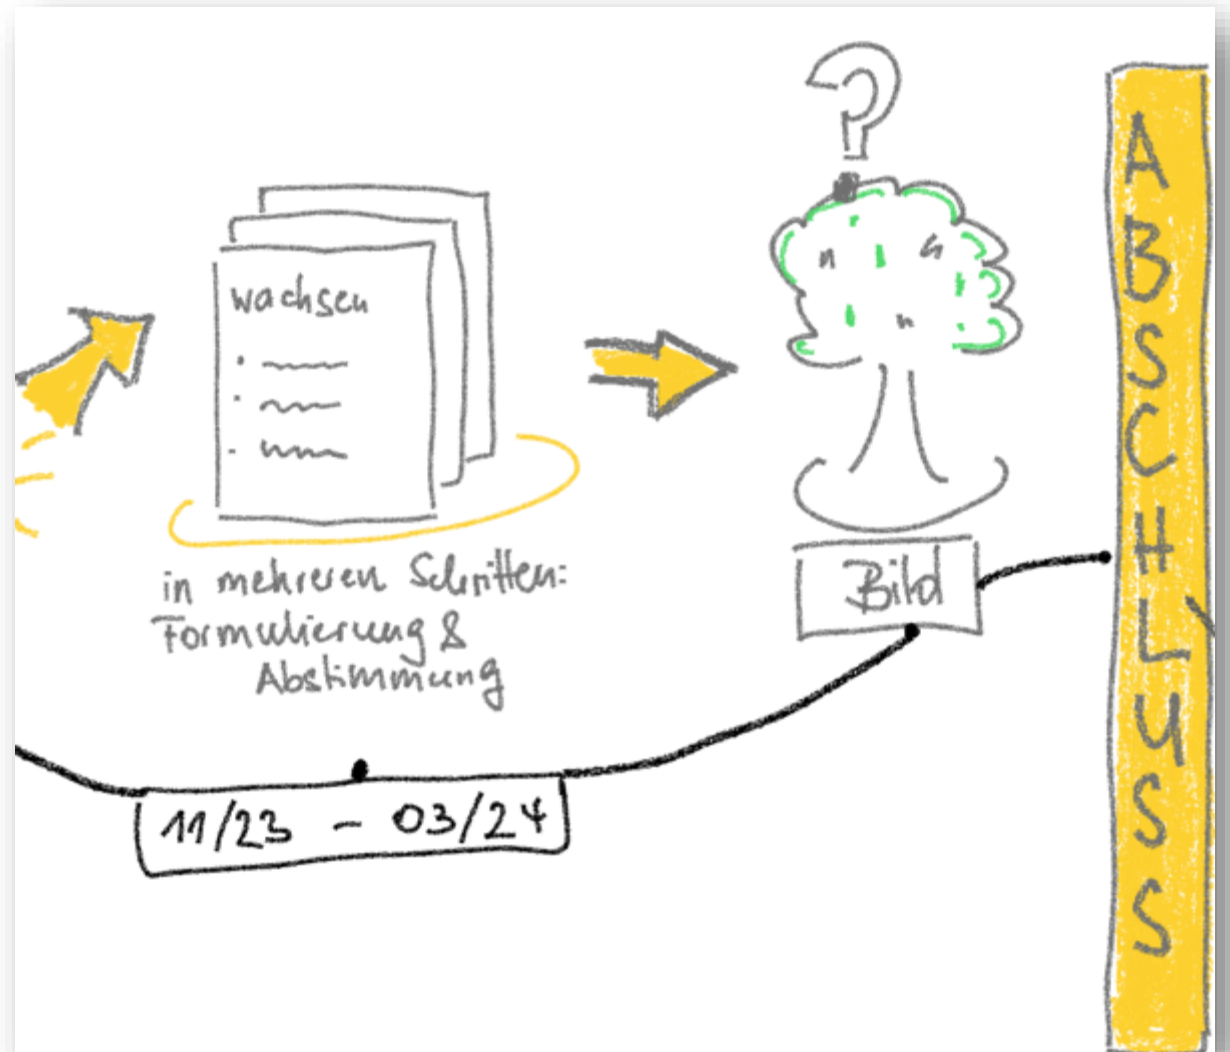 wachsen
in mehreren Schritten:
Formulierung &
Abstimmung
11/23 - 03/24
?
Bild
ABSCHLUSS